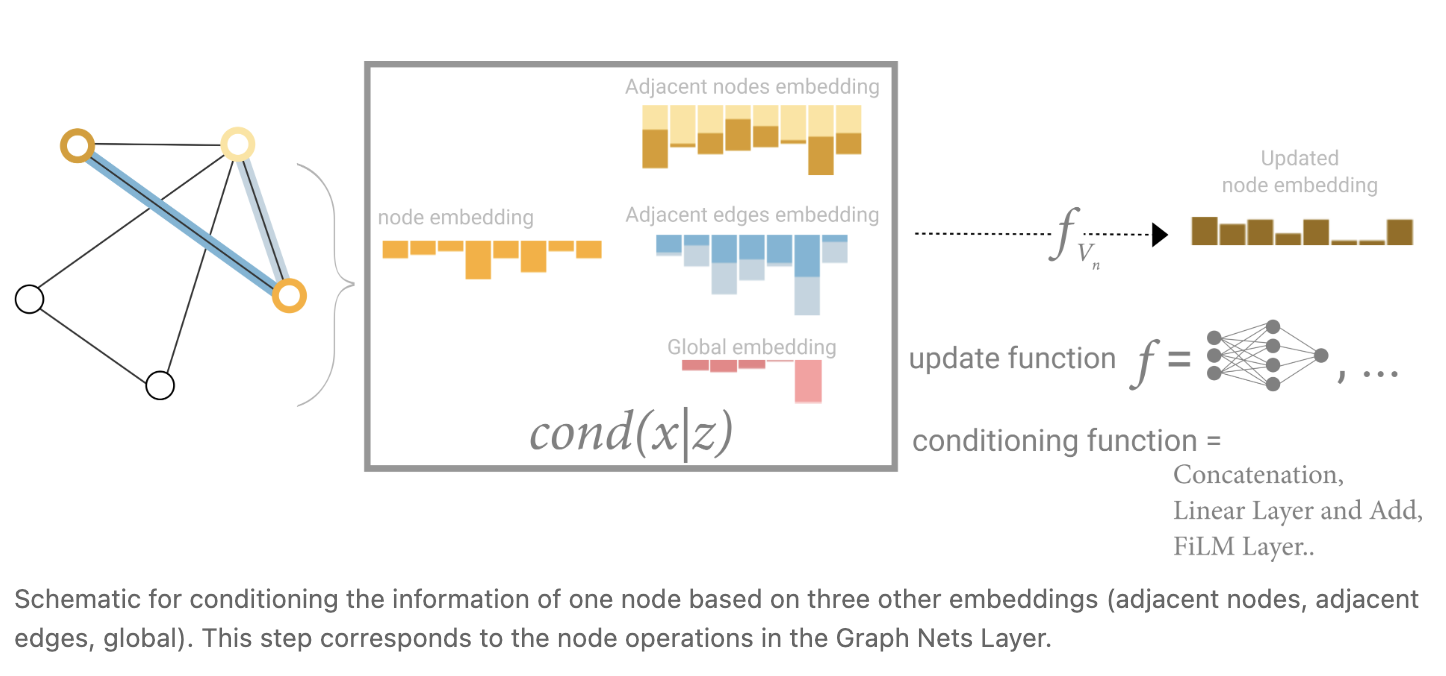 Adjacent nodes embedding
node embedding
Adjacent edges embedding
Global embedding
cond(x|z)
f_{V_n}
Updated
node embedding
update function f = , ...
conditioning function =
Concatenation,
Linear Layer and Add,
FiLM Layer..
Schematic for conditioning the information of one node based on three other embeddings (adjacent nodes, adjacent
edges, global). This step corresponds to the node operations in the Graph Nets Layer.